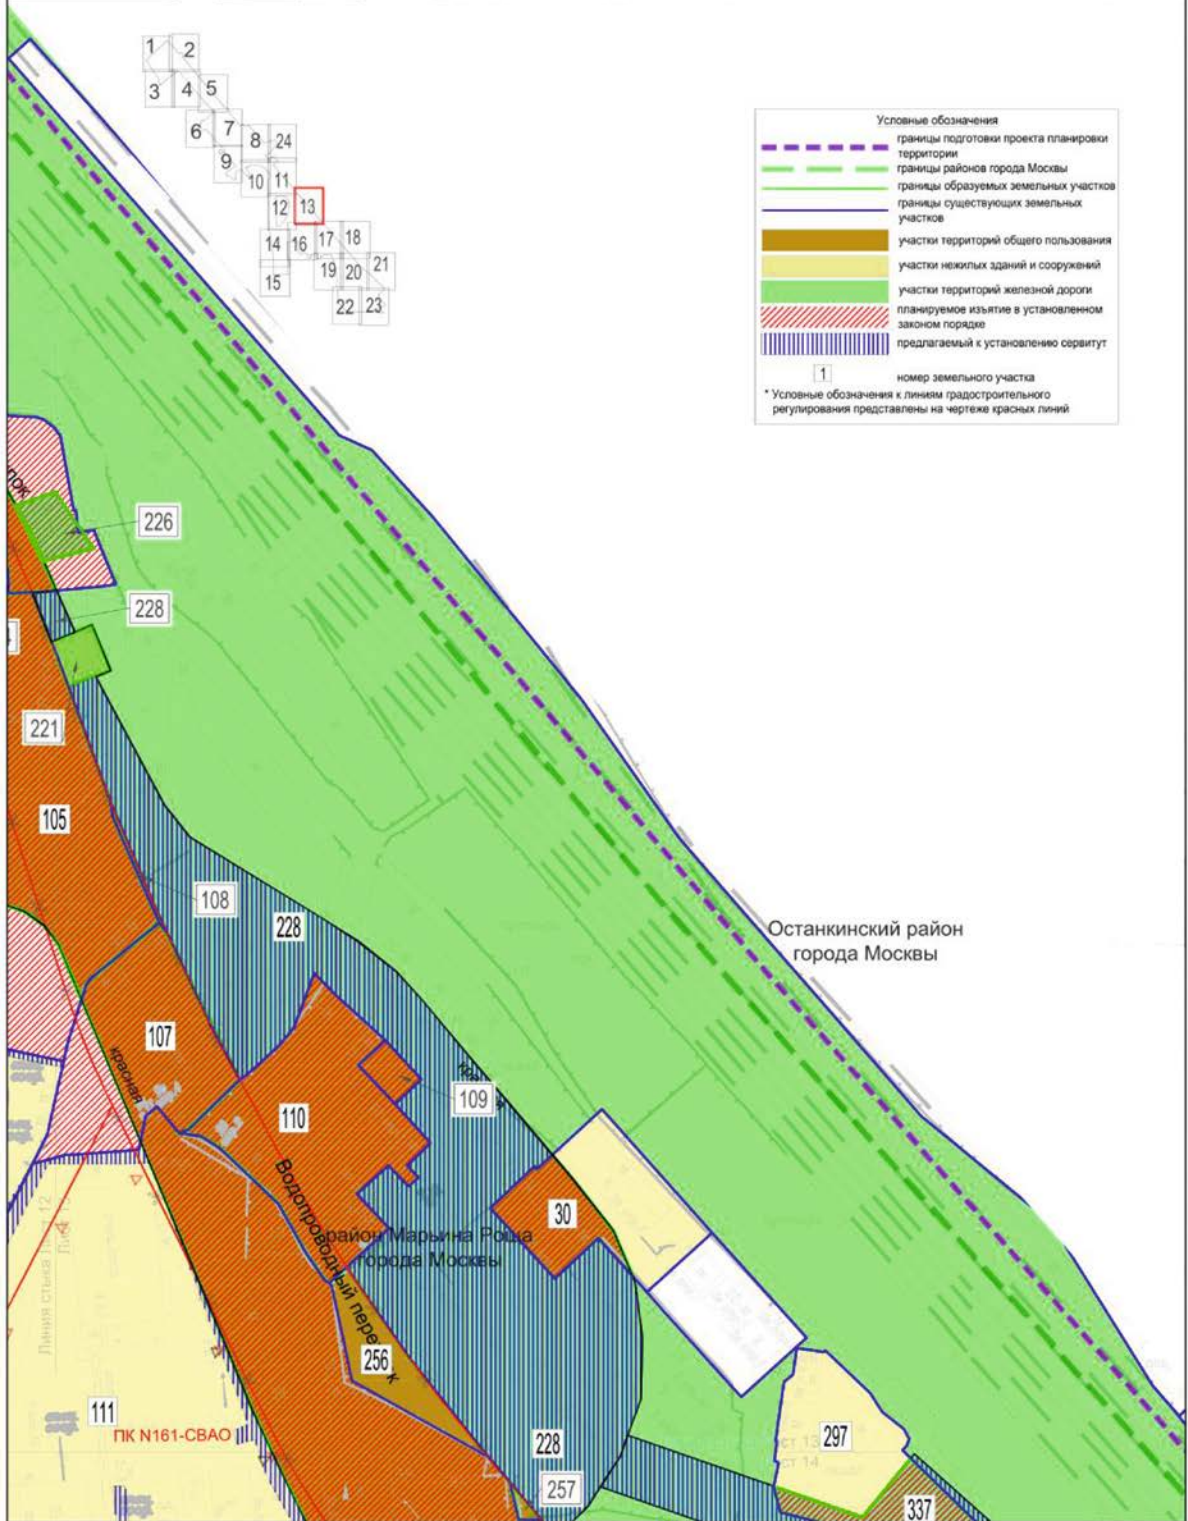 1
2
3
4
5
6
7
8
24
9
10
11
12
13
14
16
17
18
15
19
20
21
22
23
Условные обозначения
границы подготовки проекта планировки
территории
границы районов города Москвы
границы образуемых земельных участков
границы существующих земельных
участков
участки территорий общего пользования
участки нежилых зданий и сооружений
участки территорий железной дороги
планируемое изъятие в установленном
законом порядке
предлагаемый к установлению сервитут
1
номер земельного участка
* Условные обозначения к линиям градостроительного
регулирования представлены на чертеже красных линий
226
228
221
105
108
228
Останкинский район
города Москвы
107
красная
109
110
30
Водопроводный
район Марьина Роща
города Москвы
Линия стыка Лист 12
256
111
ПК N161-СВАО
228
297
257
337